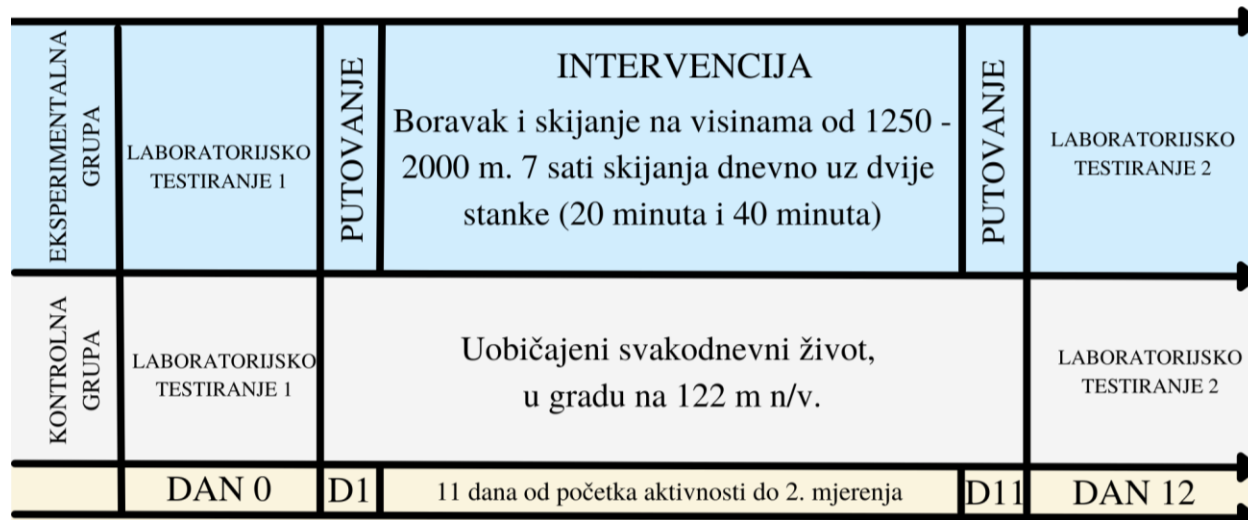 EKSPERIMENTALNA
GRUPA
LABORATORIJSKO
TESTIRANJE 1
PUTOVANJE
INTERVENCIJA
Boravak i skijanje na visinama od 1250 -
2000 m. 7 sati skijanja dnevno uz dvije
stanke (20 minuta i 40 minuta)
PUTOVANJE
LABORATORIJSKO
TESTIRANJE 2
KONTROLNA
GRUPA
LABORATORIJSKO
TESTIRANJE 1
Uobičajeni svakodnevni život,
u gradu na 122 m n/v.
LABORATORIJSKO
TESTIRANJE 2
DAN 0
D1
11 dana od početka aktivnosti do 2. mjerenja
D11
DAN 12